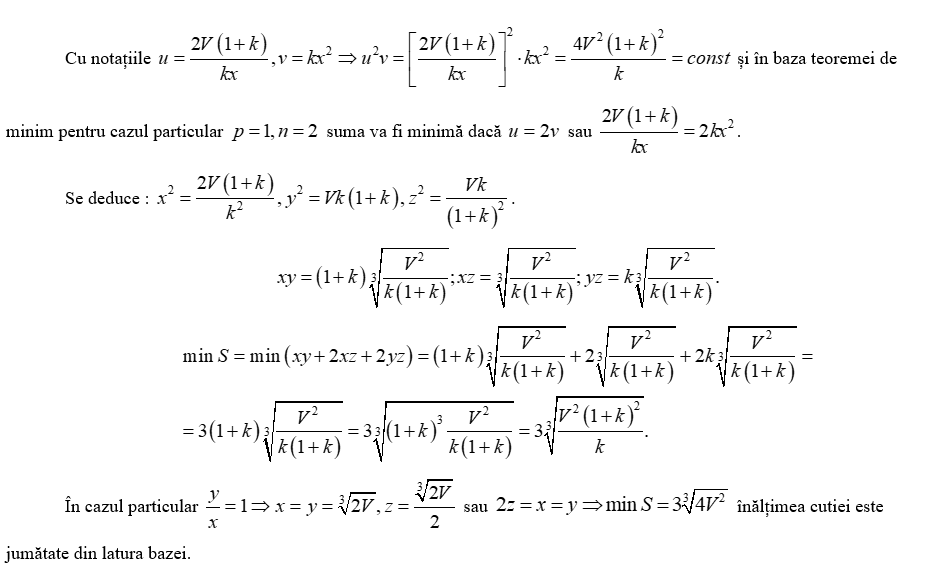 Cu notațiile $u = \frac{2V(1+k)}{kx}, v = kx^2 \Rightarrow u^2v = \left[\frac{2V(1+k)}{kx}\right]^2 \cdot kx^2 = \frac{4V^2(1+k)^2}{k} = const$ și în baza teoremei de
minim pentru cazul particular $p=1, n=2$ suma va fi minimă dacă $u = 2v$ sau $\frac{2V(1+k)}{kx} = 2kx^2$.
Se deduce : $x^2 = \frac{2V(1+k)}{k^2}, y^2 = Vk(1+k), z^2 = \frac{Vk}{(1+k)^2}$.
$xy = (1+k)\sqrt[3]{\frac{V^2}{k(1+k)}}; xz = \sqrt[3]{\frac{V^2}{k(1+k)}}; yz = k\sqrt[3]{\frac{V^2}{k(1+k)}}.$
$\min S = \min(xy+2xz+2yz) = (1+k)\sqrt[3]{\frac{V^2}{k(1+k)}} + 2\sqrt[3]{\frac{V^2}{k(1+k)}} + 2k\sqrt[3]{\frac{V^2}{k(1+k)}} =$
$= 3(1+k)\sqrt[3]{\frac{V^2}{k(1+k)}} = 3\sqrt[3]{(1+k)^3 \frac{V^2}{k(1+k)}} = 3\sqrt[3]{\frac{V^2(1+k)^2}{k}}.$
În cazul particular $\frac{y}{x} = 1 \Rightarrow x = y = \sqrt[3]{2V}, z = \frac{\sqrt[3]{2V}}{2}$ sau $2z = x = y \Rightarrow \min S = 3\sqrt[3]{4V^2}$ înălțimea cutiei este
jumătate din latura bazei.